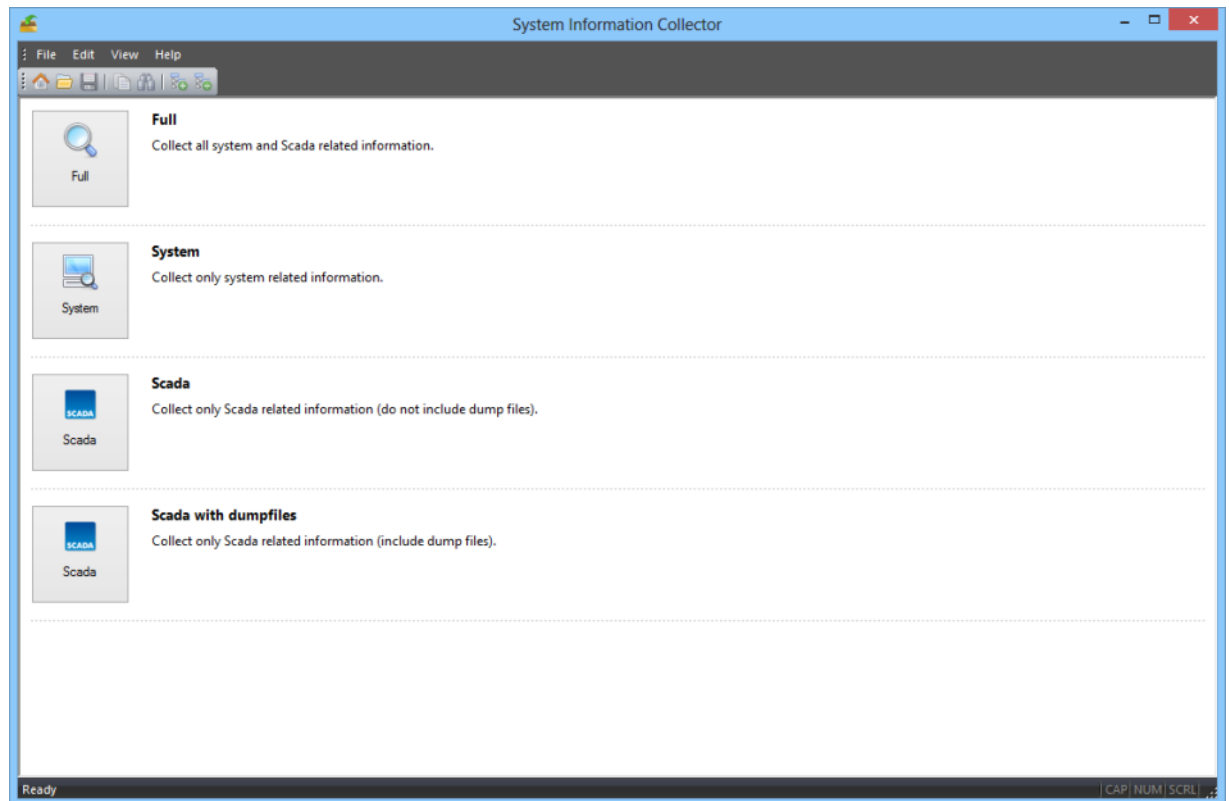 System Information Collector
File Edit View Help
Full
Collect all system and Scada related information.
Full
System
Collect only system related information.
System
Scada
Collect only Scada related information (do not include dump files).
SCADA
Scada
Scada with dumpfiles
Collect only Scada related information (include dump files).
SCADA
Scada
Ready CAP NUM SCRL